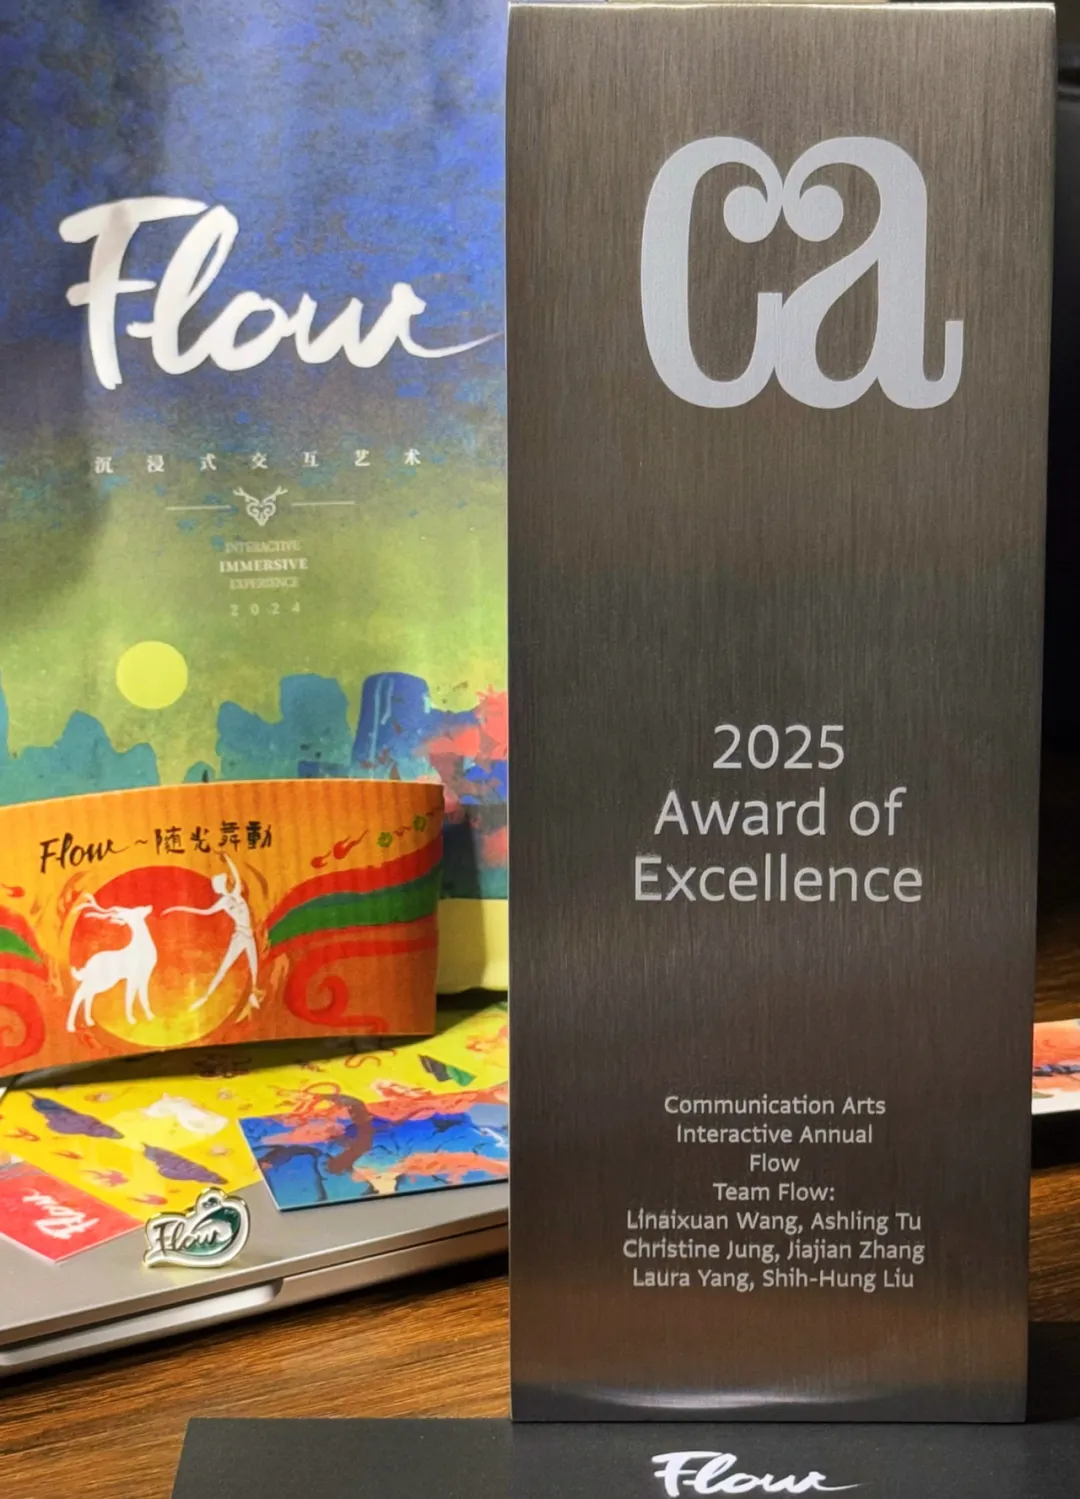 Flow
沉浸式交互艺术
INTERACTIVE
IMMERSIVE
EXPERIENCE
2024
Flow ~ 随光舞動
Flow
Flow
ca
2025
Award of
Excellence
Communication Arts
Interactive Annual
Flow
Team Flow:
Linaixuan Wang, Ashling Tu
Christine Jung, Jiajian Zhang
Laura Yang, Shih-Hung Liu
Flow